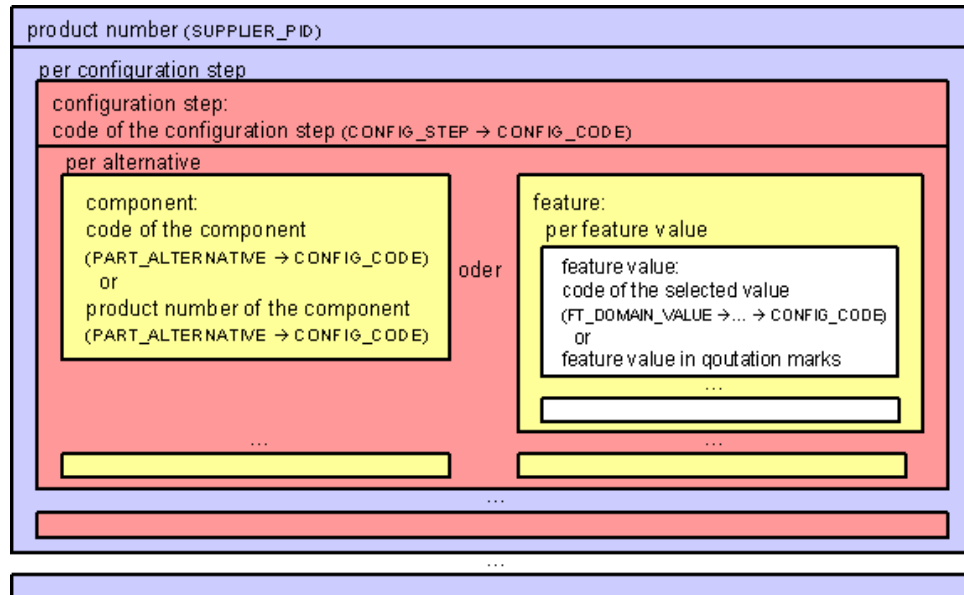 product number (SUPPLIER_PID)
per configuration step
configuration step:
code of the configuration step (CONFIG_STEP → CONFIG_CODE)
per alternative
component:
code of the component
(PART_ALTERNATIVE → CONFIG_CODE)
or
product number of the component
(PART_ALTERNATIVE → CONFIG_CODE)
...
oder
feature:
per feature value
feature value:
code of the selected value
(FT_DOMAIN_VALUE →... → CONFIG_CODE)
or
feature value in qoutation marks
...
...
...
...